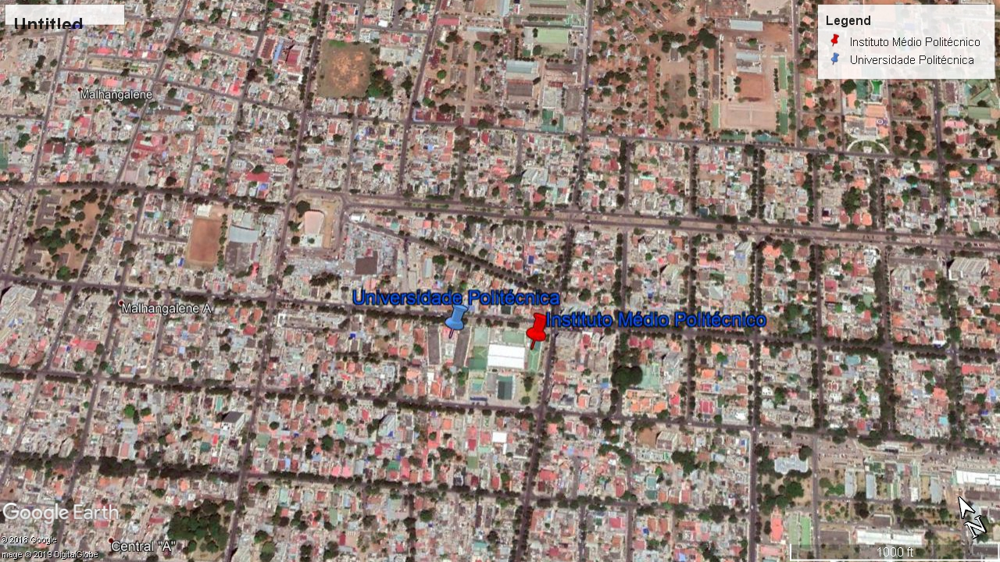 Untitled
Legend
Instituto Médio Politécnico
Universidade Politécnica
Malhangalene
Universidade Politécnica
Malhangalene A
Instituto Médio Politécnico
Google Earth
N
© 2018 Google
mage © 2019 DigitalGlobe
Central "A"
1000 ft